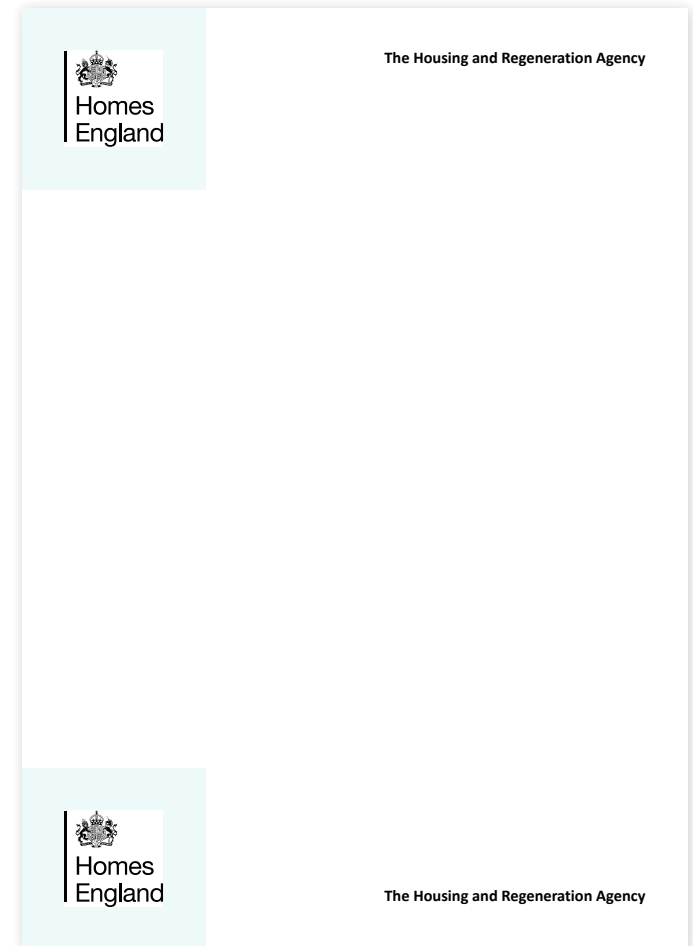 The Housing and Regeneration Agency
Homes
England
Homes
England
The Housing and Regeneration Agency